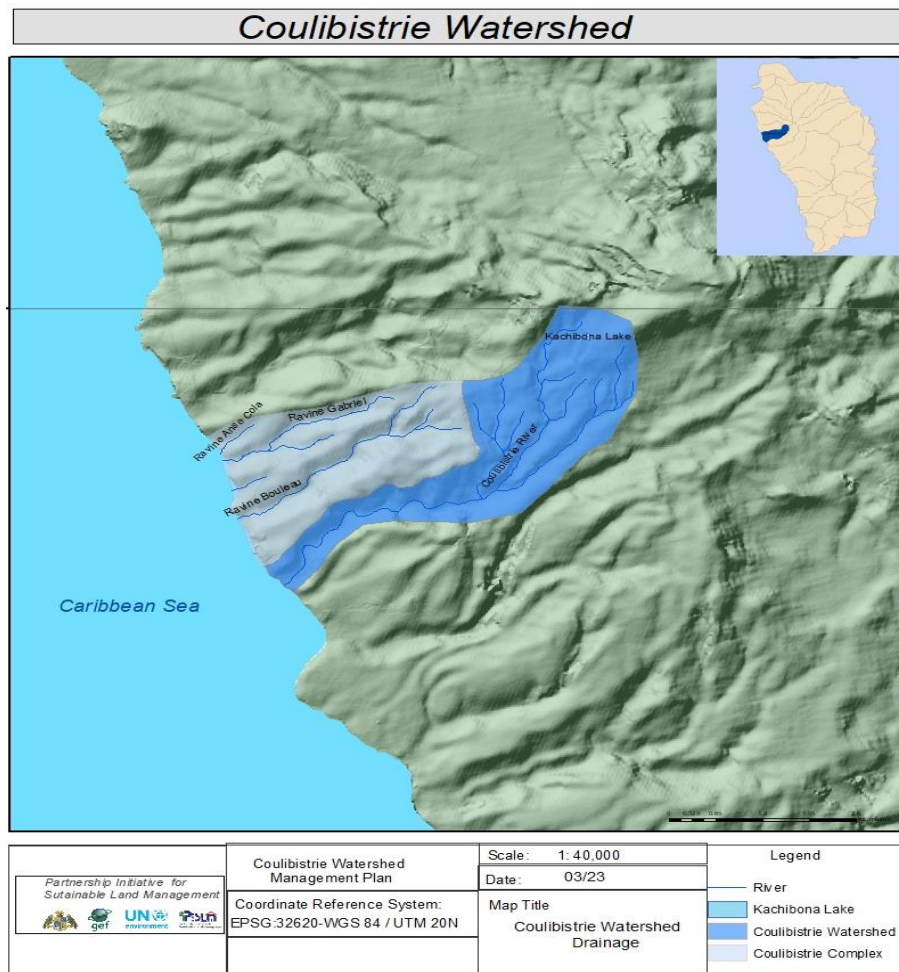 Coulibistrie Watershed
Kachibona Lake
Ravine Anse Cola
Ravine Gabriel
Coulibistrie River
Ravine Bouleau
Caribbean Sea
Partnership Initiative for
Sutainable Land Management
gef
UN
environment
PISLM
Coulibistrie Watershed
Management Plan
Coordinate Reference System:
EPSG:32620-WGS 84 / UTM 20N
Scale: 1: 40,000
Date: 03/23
Map Title
Coulibistrie Watershed
Drainage
Legend
River
Kachibona Lake
Coulibistrie Watershed
Coulibistrie Complex